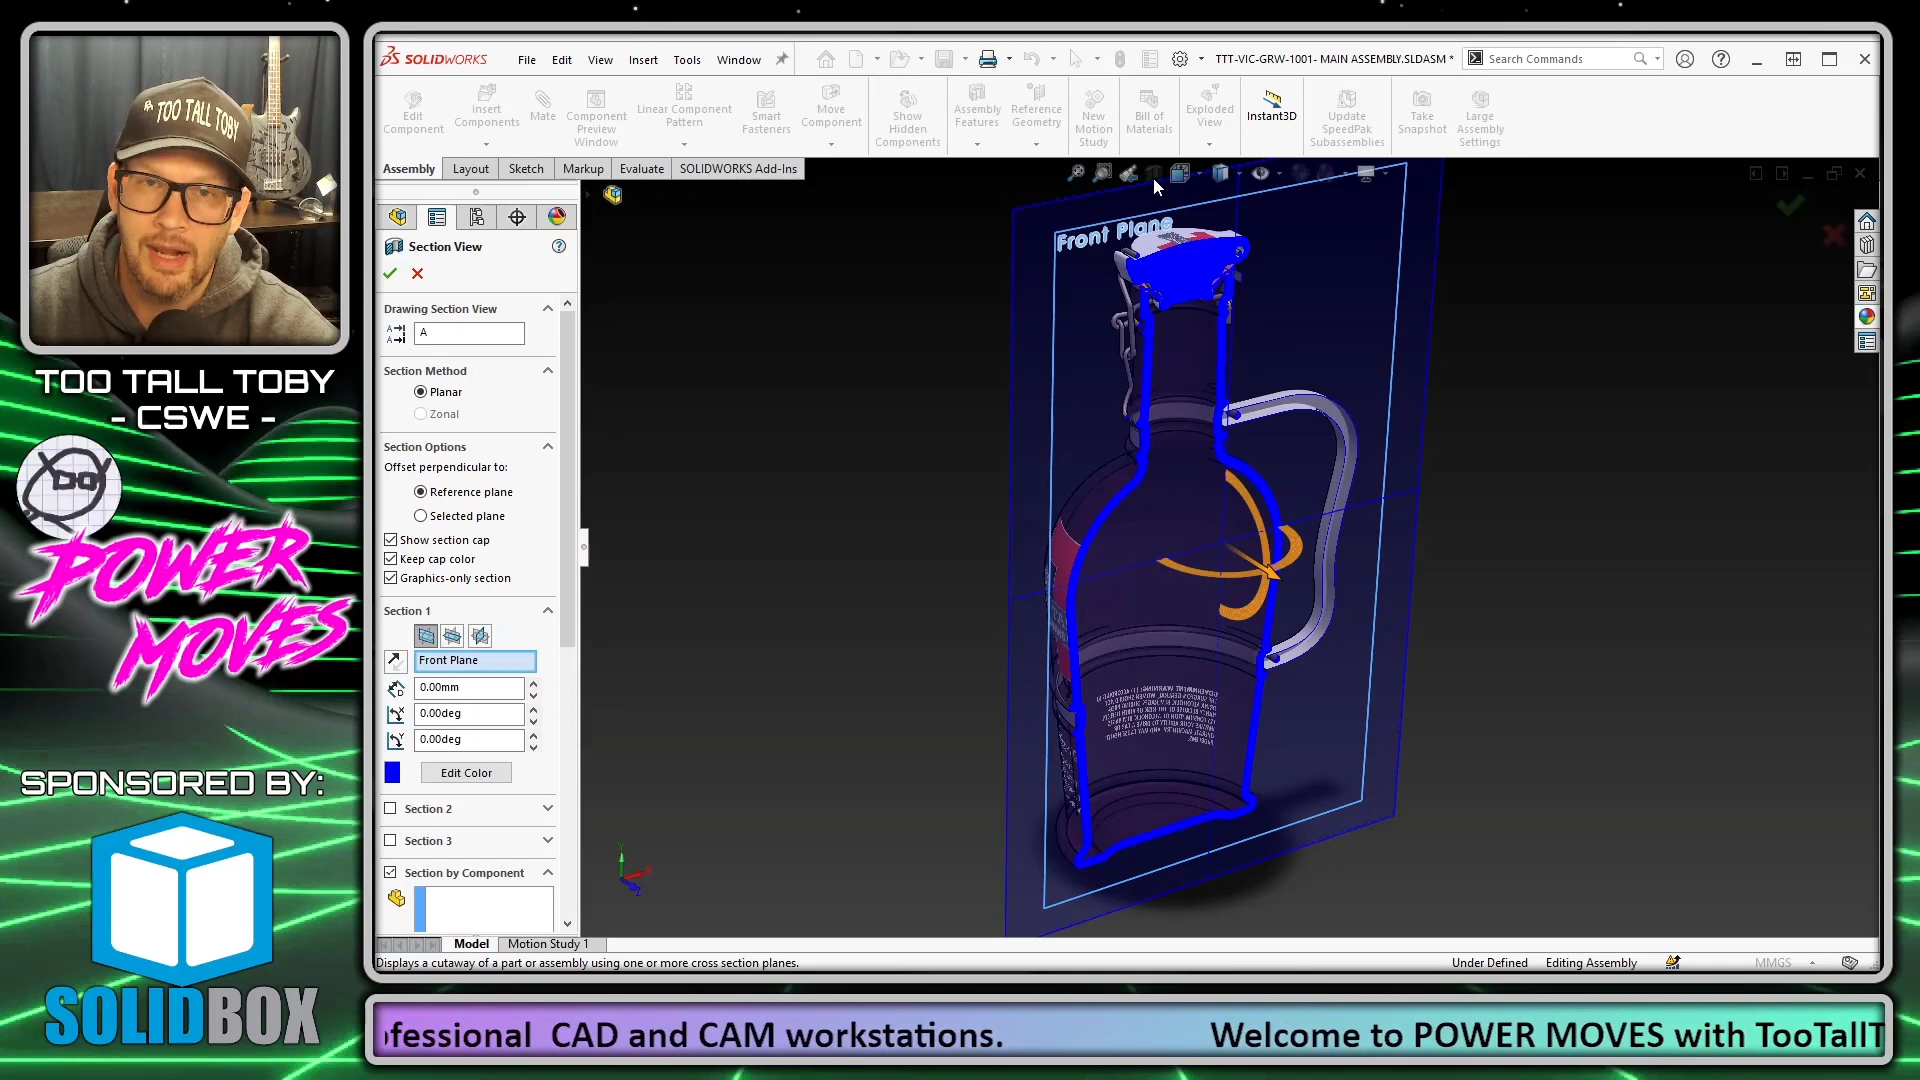 TOO TALL TOBY
TOO TALL TOBY
- CSWE -
TOO
POWER
MOVES
SPONSORED BY:
SOLIDBOX
SOLIDWORKS
File
Edit
View
Insert
Tools
Window
TTT-VIC-GRW-1001- MAIN ASSEMBLY.SLDASM *
Search Commands
Edit Component
Insert Components
Mate
Component Preview Window
Linear Component Pattern
Smart Fasteners
Move Component
Show Hidden Components
Assembly Features
Reference Geometry
New Motion Study
Bill of Materials
Exploded View
Instant3D
Update SpeedPak Subassemblies
Take Snapshot
Large Assembly Settings
Assembly
Layout
Sketch
Markup
Evaluate
SOLIDWORKS Add-Ins
Section View
Drawing Section View
A
Section Method
Planar
Zonal
Section Options
Offset perpendicular to:
Reference plane
Selected plane
Show section cap
Keep cap color
Graphics-only section
Section 1
Front Plane
0.00mm
0.00deg
0.00deg
Edit Color
Section 2
Section 3
Section by Component
Front Plane
Model
Motion Study 1
Displays a cutaway of a part or assembly using one or more cross section planes.
Under Defined
Editing Assembly
MMGS
ofessional CAD and CAM workstations.
Welcome to POWER MOVES with TooTallT